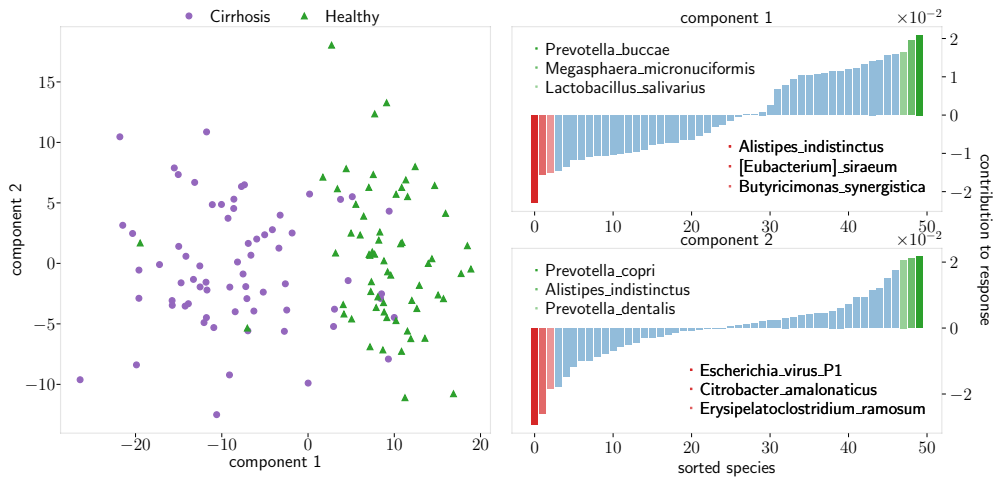 Cirrhosis Healthy
component 2
15
10
5
0
−5
−10
−20
−10
0
10
20
component 1
component 1
×10−2
Prevotella_buccae
Megasphaera_micronuciformis
Lactobacillus_salivarius
Alistipes_indistinctus
[Eubacterium]_siraeum
Butyricimonas_synergistica
2
1
0
−1
−2
0
10
20
30
40
50
component 2
×10−2
Prevotella_copri
Alistipes_indistinctus
Prevotella_dentalis
Escherichia_virus_P1
Citrobacter_amalonaticus
Erysipelatoclostridium_ramosum
2
0
−2
0
10
20
30
40
50
sorted species
contribution to response